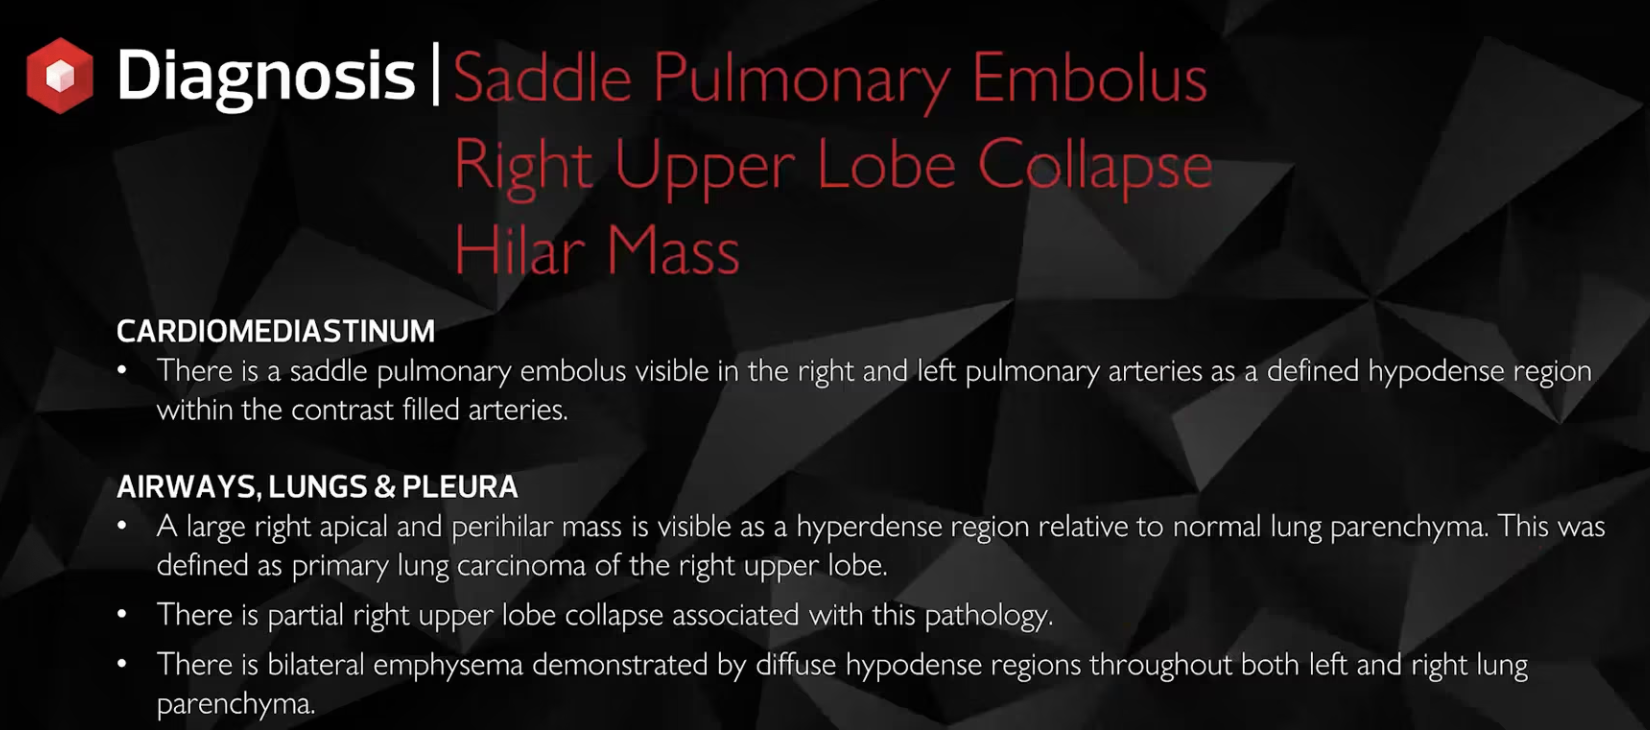 Diagnosis | Saddle Pulmonary Embolus
Right Upper Lobe Collapse
Hilar Mass
CARDIOMEDIASTINUM
• There is a saddle pulmonary embolus visible in the right and left pulmonary arteries as a defined hypodense region
within the contrast filled arteries.
AIRWAYS, LUNGS & PLEURA
• A large right apical and perihilar mass is visible as a hyperdense region relative to normal lung parenchyma. This was
defined as primary lung carcinoma of the right upper lobe.
• There is partial right upper lobe collapse associated with this pathology.
• There is bilateral emphysema demonstrated by diffuse hypodense regions throughout both left and right lung
parenchyma.